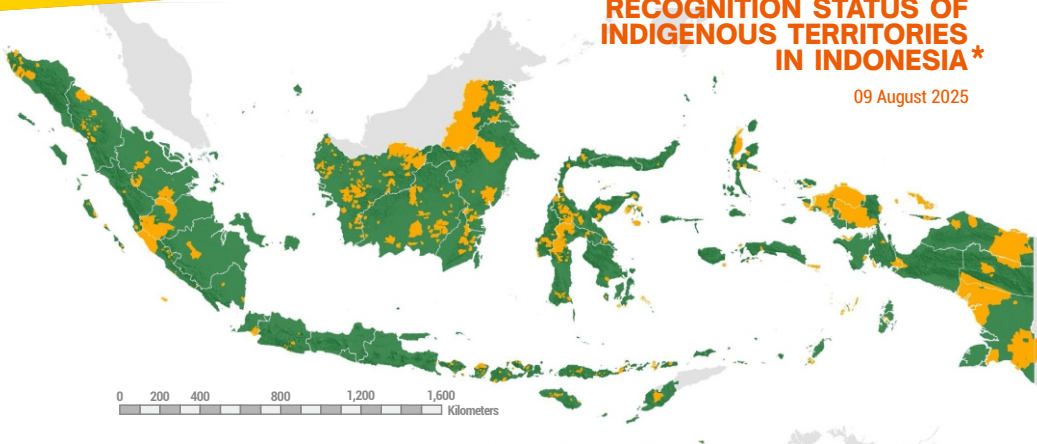 RECOGNITION STATUS OF
INDIGENOUS TERRITORIES
IN INDONESIA*
09 August 2025
0 200 400 800 1,200 1,600
Kilometers